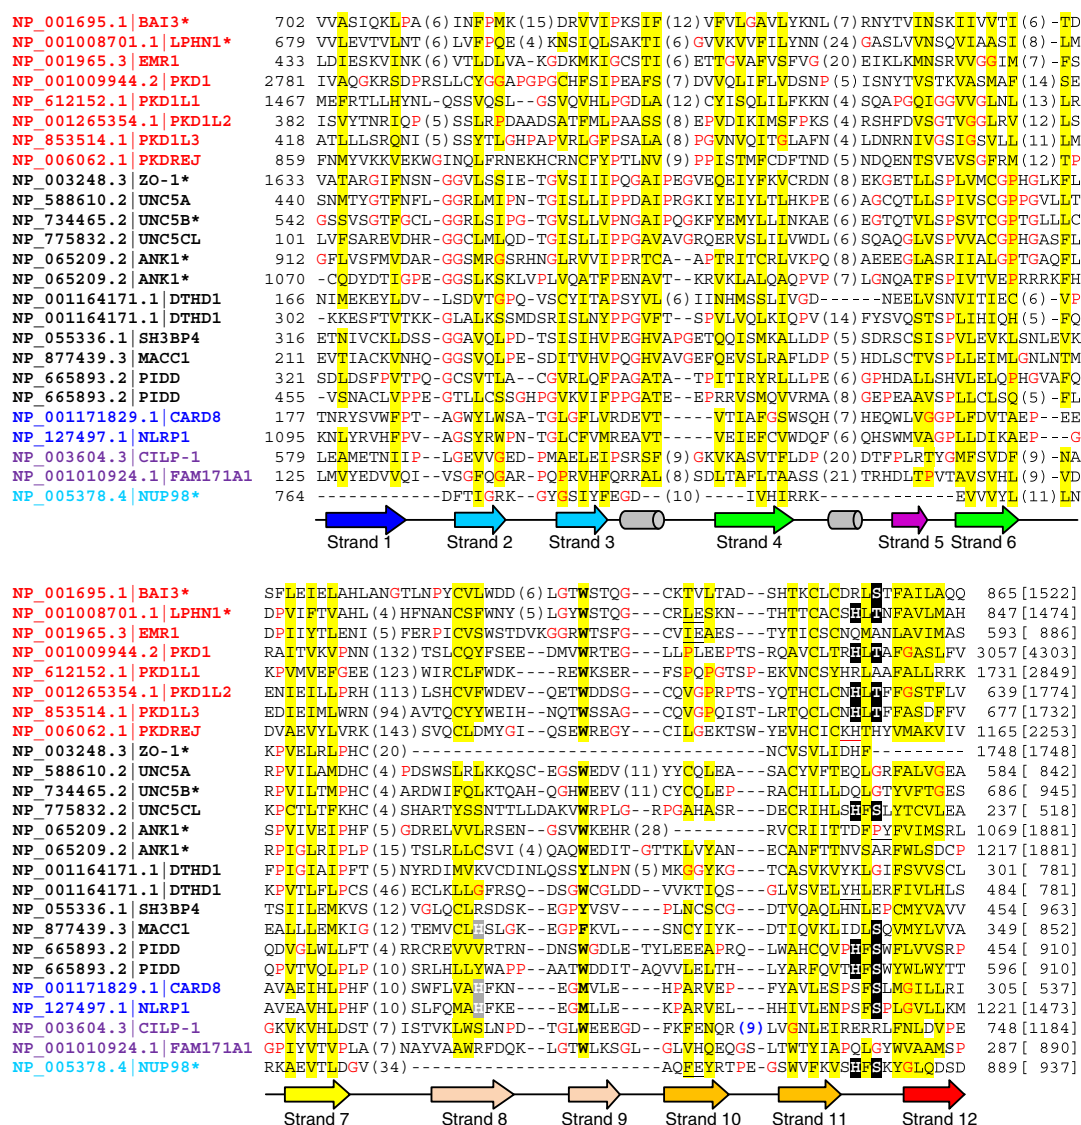 NP_001695.1|BAI3* 702 VVASIQKLPA(6)INFPMK(15)DRVVIPKSIF(12)VFVLGAVLYKNL(7)RNYTVINSKIIVVTI(6)-TD
NP_001008701.1|LPHN1* 679 VVLEVTVLNT(6)LVFPQE(4)KNSIQLSAKTI(6)GVVKVVFILYNN(24)GASLVVNSQVIAASI(8)-LM
NP_001965.3|EMR1 433 LDIESKVINK(6)VTLDLVA-KGDKMKIGCSTI(6)ETTGVAFVSFVG(20)EIKLKMNSRVVGGIM(7)-FS
NP_001009944.2|PKD1 2781 IVAQGKRSDPRSLLCYGGAPGPGCHFSIPEAFS(7)DVVQLIFLVDSNP(5)ISNYTVSTKVASMAF(14)SE
NP_612152.1|PKD1L1 1467 MEFRTLLHYNL-QSSVQSL--GSVQVHLPGDLA(12)CYISQLILFKKN(4)SQAPGQIGGVVGLNL(13)LR
NP_001265354.1|PKD1L2 382 ISVYTNRIQP(5)SSLRPDAADSATFMLPAASS(8)EPVDIKIMSFPKS(4)RSHFDVSGTVGGLRV(12)LS
NP_853514.1|PKD1L3 418 ATLLLSRQNI(5)SSYTLGHPAPVRLGFPSALA(8)PGVNVQITGLAFN(4)LDNRNIVGSIGSVLL(11)LM
NP_006062.1|PKDREJ 859 FNMYVKKVEKWGINQLFRNEKHCRNCFYPTLNV(9)PPISTMFCDFTND(5)NDQENTSVEVSGFRM(12)TP
NP_003248.3|ZO-1* 1633 VATARGIFNSN-GGVLSSIET-GVSIIIPQGAIPEGVEQEIYFKVCRDN(8)EKGETLLSPLVMCGPHGLKFL
NP_588610.2|UNC5A 440 SNMTYGTFNFL-GGRLMIPNT-GISLLIPPDAIPRGKIYEIYLTLHKPE(6)AGCQTLLSPIVSCGPPGVLLT
NP_734465.2|UNC5B* 542 GSSVSGTFGCL-GGRLSIPGT-GVSLLVPNGAIPQGKFYEMYLLINKAE(6)EGTQTVLSPSVTCGPTGLLLC
NP_775832.2|UNC5CL 101 LVFSAREVDHR-GGCLMLQDT-GISLLIPPGAVAVGRQERVSLILVWDL(6)SQAQGLVSPVVACGPHGASFL
NP_065209.2|ANK1* 912 GFLVSFMVDAR-GGSMRGSRHNGLRVVIPPRTCA--APTRITCRLVKPQ(8)AEEEGLASRIIALGPTGAQFL
NP_065209.2|ANK1* 1070 -CQDYDTIGPE-GGSLKSKLVPLVQATFPENAVT--KRVKLALQAQPVP(7)LGNQATFSPIVTVEPRRRKFH
NP_001164171.1|DTHD1 166 NIMEKEYLDV--LSDVTGPQ-VSCYITAPSYVL(6)IINHMSSLIVGD------NEELVSNVITIEC(6)-VP
NP_001164171.1|DTHD1 302 -KKESFTVTKK-GLALKSSMDSRISLNYPPGVFT--SPVLVQLKIQPV(14)FYSVQSTSPLIHIQH(5)-FQ
NP_055336.1|SH3BP4 316 ETNIVCKLDSS-GGAVQLPDT-NISIHVPEGHVAPGETQQISMKALLDP(5)SDRSCSISPVLEVKLSNLEVK
NP_877439.3|MACC1 211 EVTIACKVNHQ-GGSVQLPE-SDITVHVPQGHVAVGEFQEVSLRAFLDP(5)HDLSCTVSPLLEIMLGNLNTM
NP_665893.2|PIDD 321 SDLDSFPVTPQ-GCSVTLA--CGVRLQFPAGATA--TPITIRYRLLLPE(6)GPHDALLSHVLELQPHGVAFQ
NP_665893.2|PIDD 455 -VSNACLVPPE-GTLLCSSGHPGVKVIFPPGATE--EPRRVSMQVVRMA(8)GEPEAAVSPLLCLSQ(5)-FL
NP_001171829.1|CARD8 177 TNRYSVWFPT--AGWYLWSA-TGLGFLVRDEVT-----VTIAFGSWSQH(7)HEQWLVGGPLFDVTAEP--EE
NP_127497.1|NLRP1 1095 KNLYRVHFPP--VAGSYRWPN-TGLCFVMREAVT-----VEIEFCVWDQF(6)QHSWMVAGPLLDIKAEP---G
NP_003604.3|CILP-1 579 LEAMETNIIP--LGEVVGED-PMAELEIPSRSF(9)GKVKASVTFLDP(20)DTFPLRTYGMFSVDF(9)-NA
NP_001010924.1|FAM171A1 125 LMVYEDVVQI--VSGFQGAR-PQPRVHFQRRAL(8)SDLTAFLTAASS(21)TRHDLTPVTAVSVHL(9)-VD
NP_005378.4|NUP98* 764 -----------DFTIGRK--GYGSIYFEGD--(10)---IVHIRRK-------------EVVVYL(11)LN
Strand 1 Strand 2 Strand 3 Strand 4 Strand 5 Strand 6
NP_001695.1|BAI3* SFLEIELAHLANGTLNPYCVLWDD(6)LGTWSTQG---CKTVLTAD--SHTKCLCDRLSTFAILAQQ 865[1522]
NP_001008701.1|LPHN1* DPVIFTVAHL(4)HFNANCSFWNY(5)LGYWSTQG---CRLESKN---THTTCACSHLTNFAVLMAH 847[1474]
NP_001965.3|EMR1 DPIIYTLENI(5)FERPICVSWSTDVKGGRWTSFG---CVIEAES---TYTICSCNQMANLAVIMAS 593[ 886]
NP_001009944.2|PKD1 RAITVKVPNN(132)TSLCQYFSEE--DMVWRTEG---LLPLEEPTS-RQAVCLTRHLTAFGASLFV 3057[4303]
NP_612152.1|PKD1L1 KPVMVEFGEE(123)WIRCLFWDK----REWKSER---FSPQPGTSP-EKVNCSYHRLAAFALLRRK 1731[2849]
NP_001265354.1|PKD1L2 ENIEILLPRH(113)LSHCVFWDEV--QETWDDSG---CQVGPRPTS-YQTHCLCNHLTFFGSTFLV 639[1774]
NP_853514.1|PKD1L3 EDIEIMLWRN(94)AVTQCYYWEIH--NQTWSSAG---CQVGPQIST-LRTQCLCNHLTFFASDFFV 677[1732]
NP_006062.1|PKDREJ DVAEVYLVRK(143)SVQCLDMYGI--QSEWREGY---CILGEKTSW-YEVHCICKHTHYVMAKVIV 1165[2253]
NP_003248.3|ZO-1* KPVELRLPHC(20)-----------------------------NCVSVLIDHF---------- 1748[1748]
NP_588610.2|UNC5A RPVILAMDHC(4)PDSWSLRLKKQSC-EGSWEDV(11)YYCQLEA---SACYVFTEQLGRFALVGEA 584[ 842]
NP_734465.2|UNC5B* RPVILTMPHC(4)ARDWIFQLKTQAH-QGHWEEV(11)CYCQLEP---RACHILLDQLGTYVFTGES 686[ 945]
NP_775832.2|UNC5CL KPCTLTFKHC(4)SHARTYSSNTTLLDAKVWRPLG--RPGAHASR--DECRIHLSHFSLYTCVLEA 237[ 518]
NP_065209.2|ANK1* SPVIVEIPHF(5)GDRELVVLRSEN--GSVWKEHR(28)--------RVCRIITTDFPYFVIMSRL 1069[1881]
NP_065209.2|ANK1* RPIGLRIPLP(15)TSLRLLCSVI(4)QAQWEDIT-GTTKLVYAN---ECANFTTNVSARFWLSDCP 1217[1881]
NP_001164171.1|DTHD1 FPIGIAIPFT(5)NYRDIMVKVCDINLQSSYLNPN(5)MKGGYKG---TCASVKVYKLGIFSVVSCL 301[ 781]
NP_001164171.1|DTHD1 KPVTLFLPCS(46)ECLKLLGFRSQ--DSGWCGLDD--VVKTIQS---GLVSVELYHLERFIVLHLS 484[ 781]
NP_055336.1|SH3BP4 TSIILEMKVS(12)VGLQCLRSDSK--EGPYVSV----PLNCSCG---DTVQAQLHNLEPCMYVAVV 454[ 963]
NP_877439.3|MACC1 EALLLEMKIG(12)TEMVCLHSLGK--EGPFKVL----SNCYIYK---DTIQVKLIDLSQVMYLVVA 349[ 852]
NP_665893.2|PIDD QDVGLWLLFT(4)RRCREVVVRTRN--DNSWGDLE-TYLEEEAPRQ--LWAHCQVPHFSWFLVVSRP 454[ 910]
NP_665893.2|PIDD QPVTVQLPLP(10)SRLHLLYWAPP--AATWDDIT-AQVVLELTH---LYARFQVTHFSWYWLWYTT 596[ 910]
NP_001171829.1|CARD8 AVAEIHLPHF(10)SWFLVAHFKN---EGMVLE----HPARVEP----FYAVLESPSFSLMGILLRI 305[ 537]
NP_127497.1|NLRP1 AVEAVHLPHF(10)SLFQMAHFKE---EGMLLE----KPARVEL----HHIVLENPSFSPLGVLLKM 1221[1473]
NP_003604.3|CILP-1 GKVKVHLDST(7)ISTVKLWSLNPD--TGLWEEEGD--FKFENQR(9)LVGNLEIRERRLFNLDVPE 748[1184]
NP_001010924.1|FAM171A1 GPIYVTVPLA(7)NAYVAAWRFDQK--LGTWLKSGL--GLVHQEQGS-LTWTYIAPQLGYWVAAMSP 287[ 890]
NP_005378.4|NUP98* RKAEVTLDGV(34)--------------------------AQFEYRTPE-GSWVFKVSHFSKYGLQDSD 889[ 937]
Strand 7 Strand 8 Strand 9 Strand 10 Strand 11 Strand 12